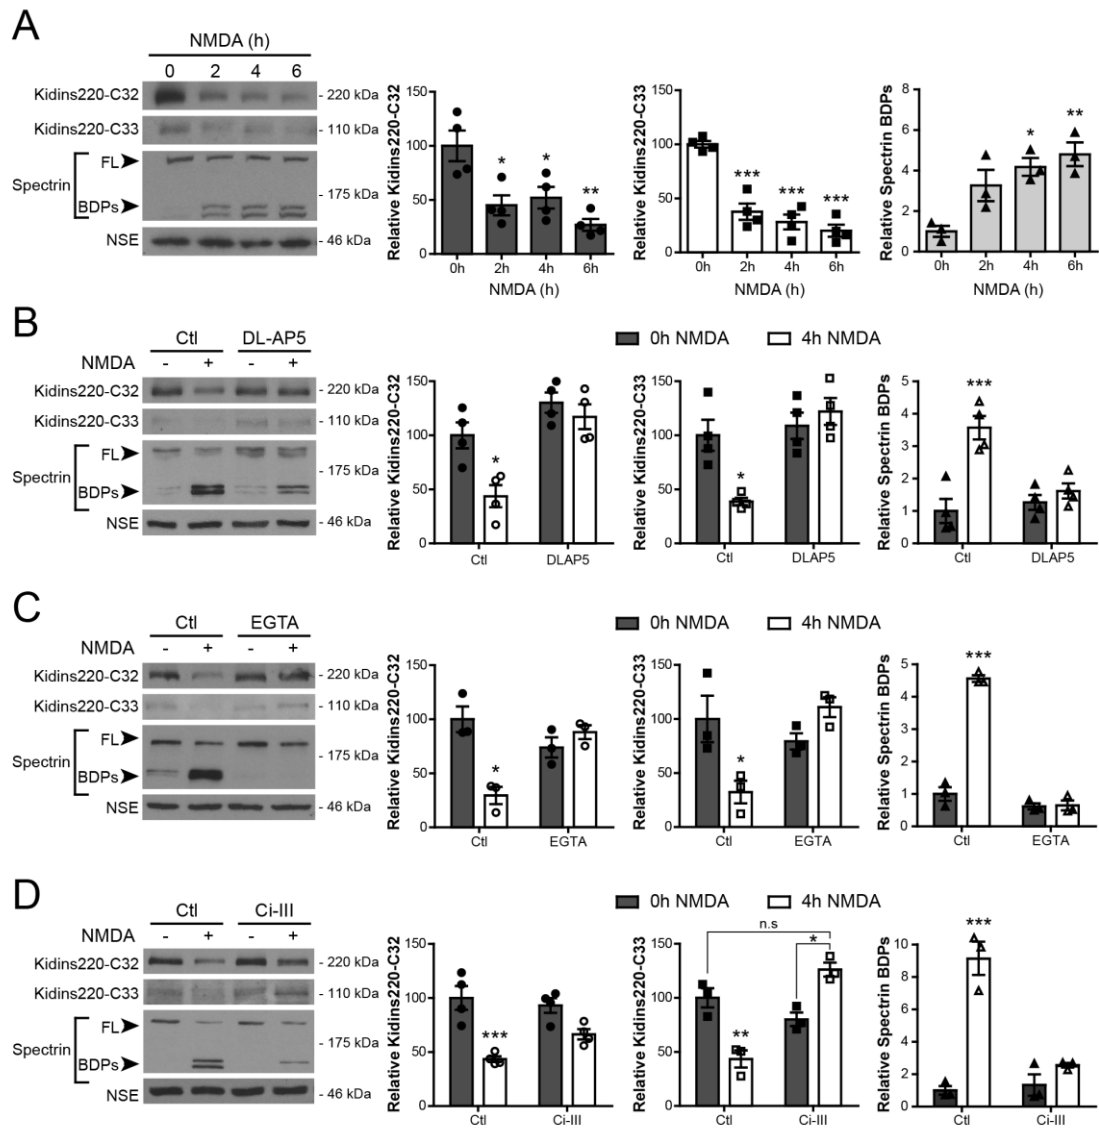 A
NMDA (h)
0 2 4 6
Kidins220-C32
- 220 kDa
Kidins220-C33
- 110 kDa
FL
Spectrin
- 175 kDa
BDPs
NSE
- 46 kDa
Relative Kidins220-C32
150
100
50
0
* * **
0h 2h 4h 6h
NMDA (h)
Relative Kidins220-C33
150
100
50
0
*** *** ***
0h 2h 4h 6h
NMDA (h)
Relative Spectrin BDPs
8
6
4
2
0
* **
0h 2h 4h 6h
NMDA (h)
B
Ctl DL-AP5
NMDA - + - +
Kidins220-C32
- 220 kDa
Kidins220-C33
- 110 kDa
FL
Spectrin
- 175 kDa
BDPs
NSE
- 46 kDa
0h NMDA 4h NMDA
Relative Kidins220-C32
150
100
50
0
*
Ctl DLAP5
Relative Kidins220-C33
150
100
50
0
*
Ctl DLAP5
Relative Spectrin BDPs
5
4
3
2
1
0
***
Ctl DLAP5
C
Ctl EGTA
NMDA - + - +
Kidins220-C32
- 220 kDa
Kidins220-C33
- 110 kDa
FL
Spectrin
- 175 kDa
BDPs
NSE
- 46 kDa
0h NMDA 4h NMDA
Relative Kidins220-C32
150
100
50
0
*
Ctl EGTA
Relative Kidins220-C33
150
100
50
0
*
Ctl EGTA
Relative Spectrin BDPs
5
4
3
2
1
0
***
Ctl EGTA
D
Ctl Ci-III
NMDA - + - +
Kidins220-C32
- 220 kDa
Kidins220-C33
- 110 kDa
FL
Spectrin
- 175 kDa
BDPs
NSE
- 46 kDa
0h NMDA 4h NMDA
Relative Kidins220-C32
150
100
50
0
***
Ctl Ci-III
Relative Kidins220-C33
150
100
50
0
n.s
*
**
Ctl Ci-III
Relative Spectrin BDPs
10
8
6
4
2
0
***
Ctl Ci-III